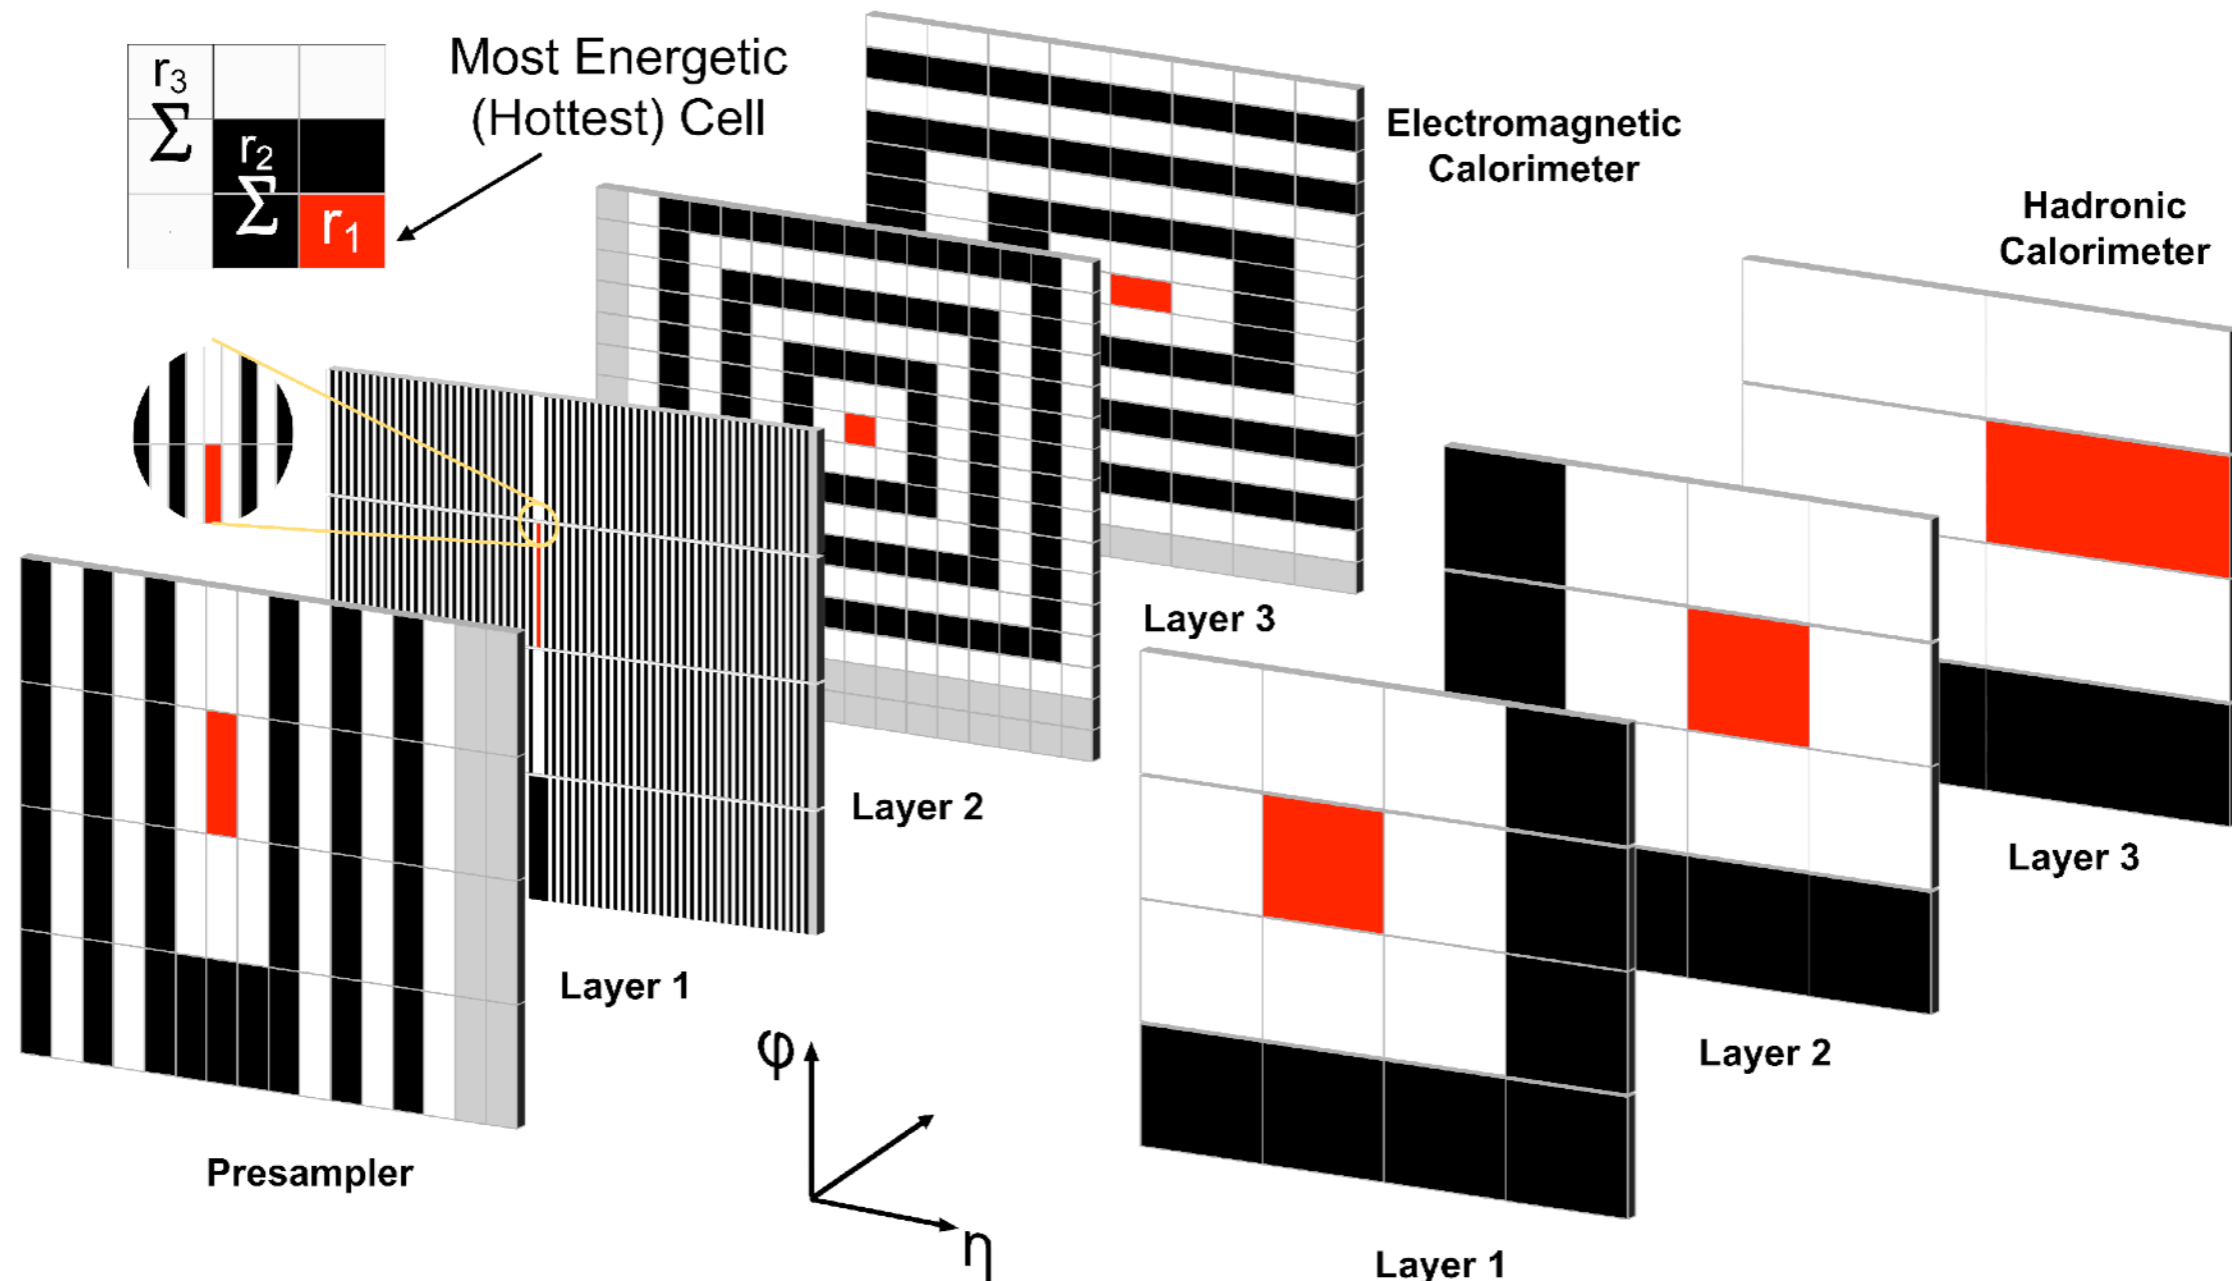 r3
Σ
r2
Σ
r1
Most Energetic
(Hottest) Cell
Electromagnetic
Calorimeter
Hadronic
Calorimeter
Layer 3
Layer 2
Layer 1
Presampler
Layer 3
Layer 2
Layer 1
φ
η